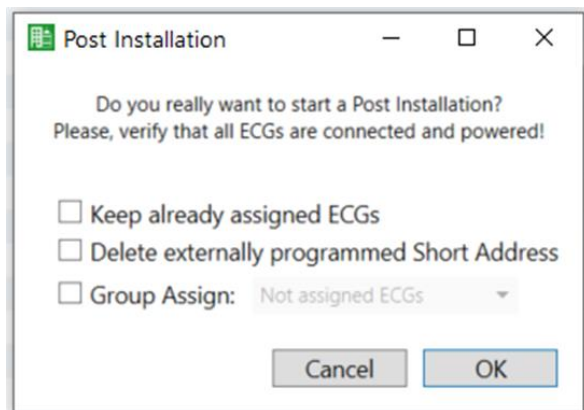 Post Installation
Do you really want to start a Post Installation?
Please, verify that all ECGs are connected and powered!
Keep already assigned ECGs
Delete externally programmed Short Address
Group Assign: Not assigned ECGs
Cancel OK